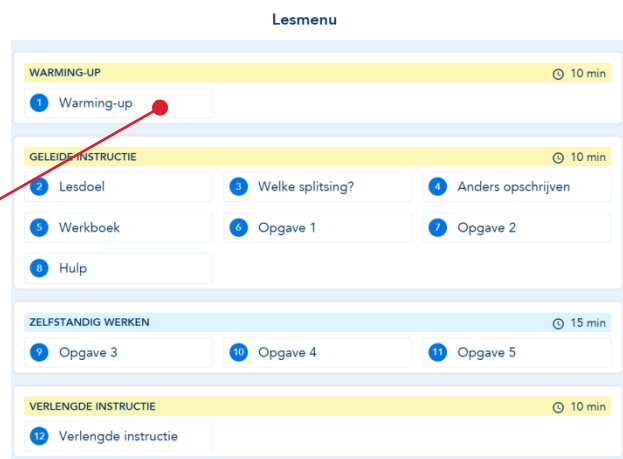 Lesmenu
WARMING-UP 10 min
1 Warming-up
GELEIDE INSTRUCTIE 10 min
2 Lesdoel 3 Welke splitsing? 4 Anders opschrijven
5 Werkboek 6 Opgave 1 7 Opgave 2
8 Hulp
ZELFSTANDIG WERKEN 15 min
9 Opgave 3 10 Opgave 4 11 Opgave 5
VERLENGDE INSTRUCTIE 10 min
12 Verlengde instructie